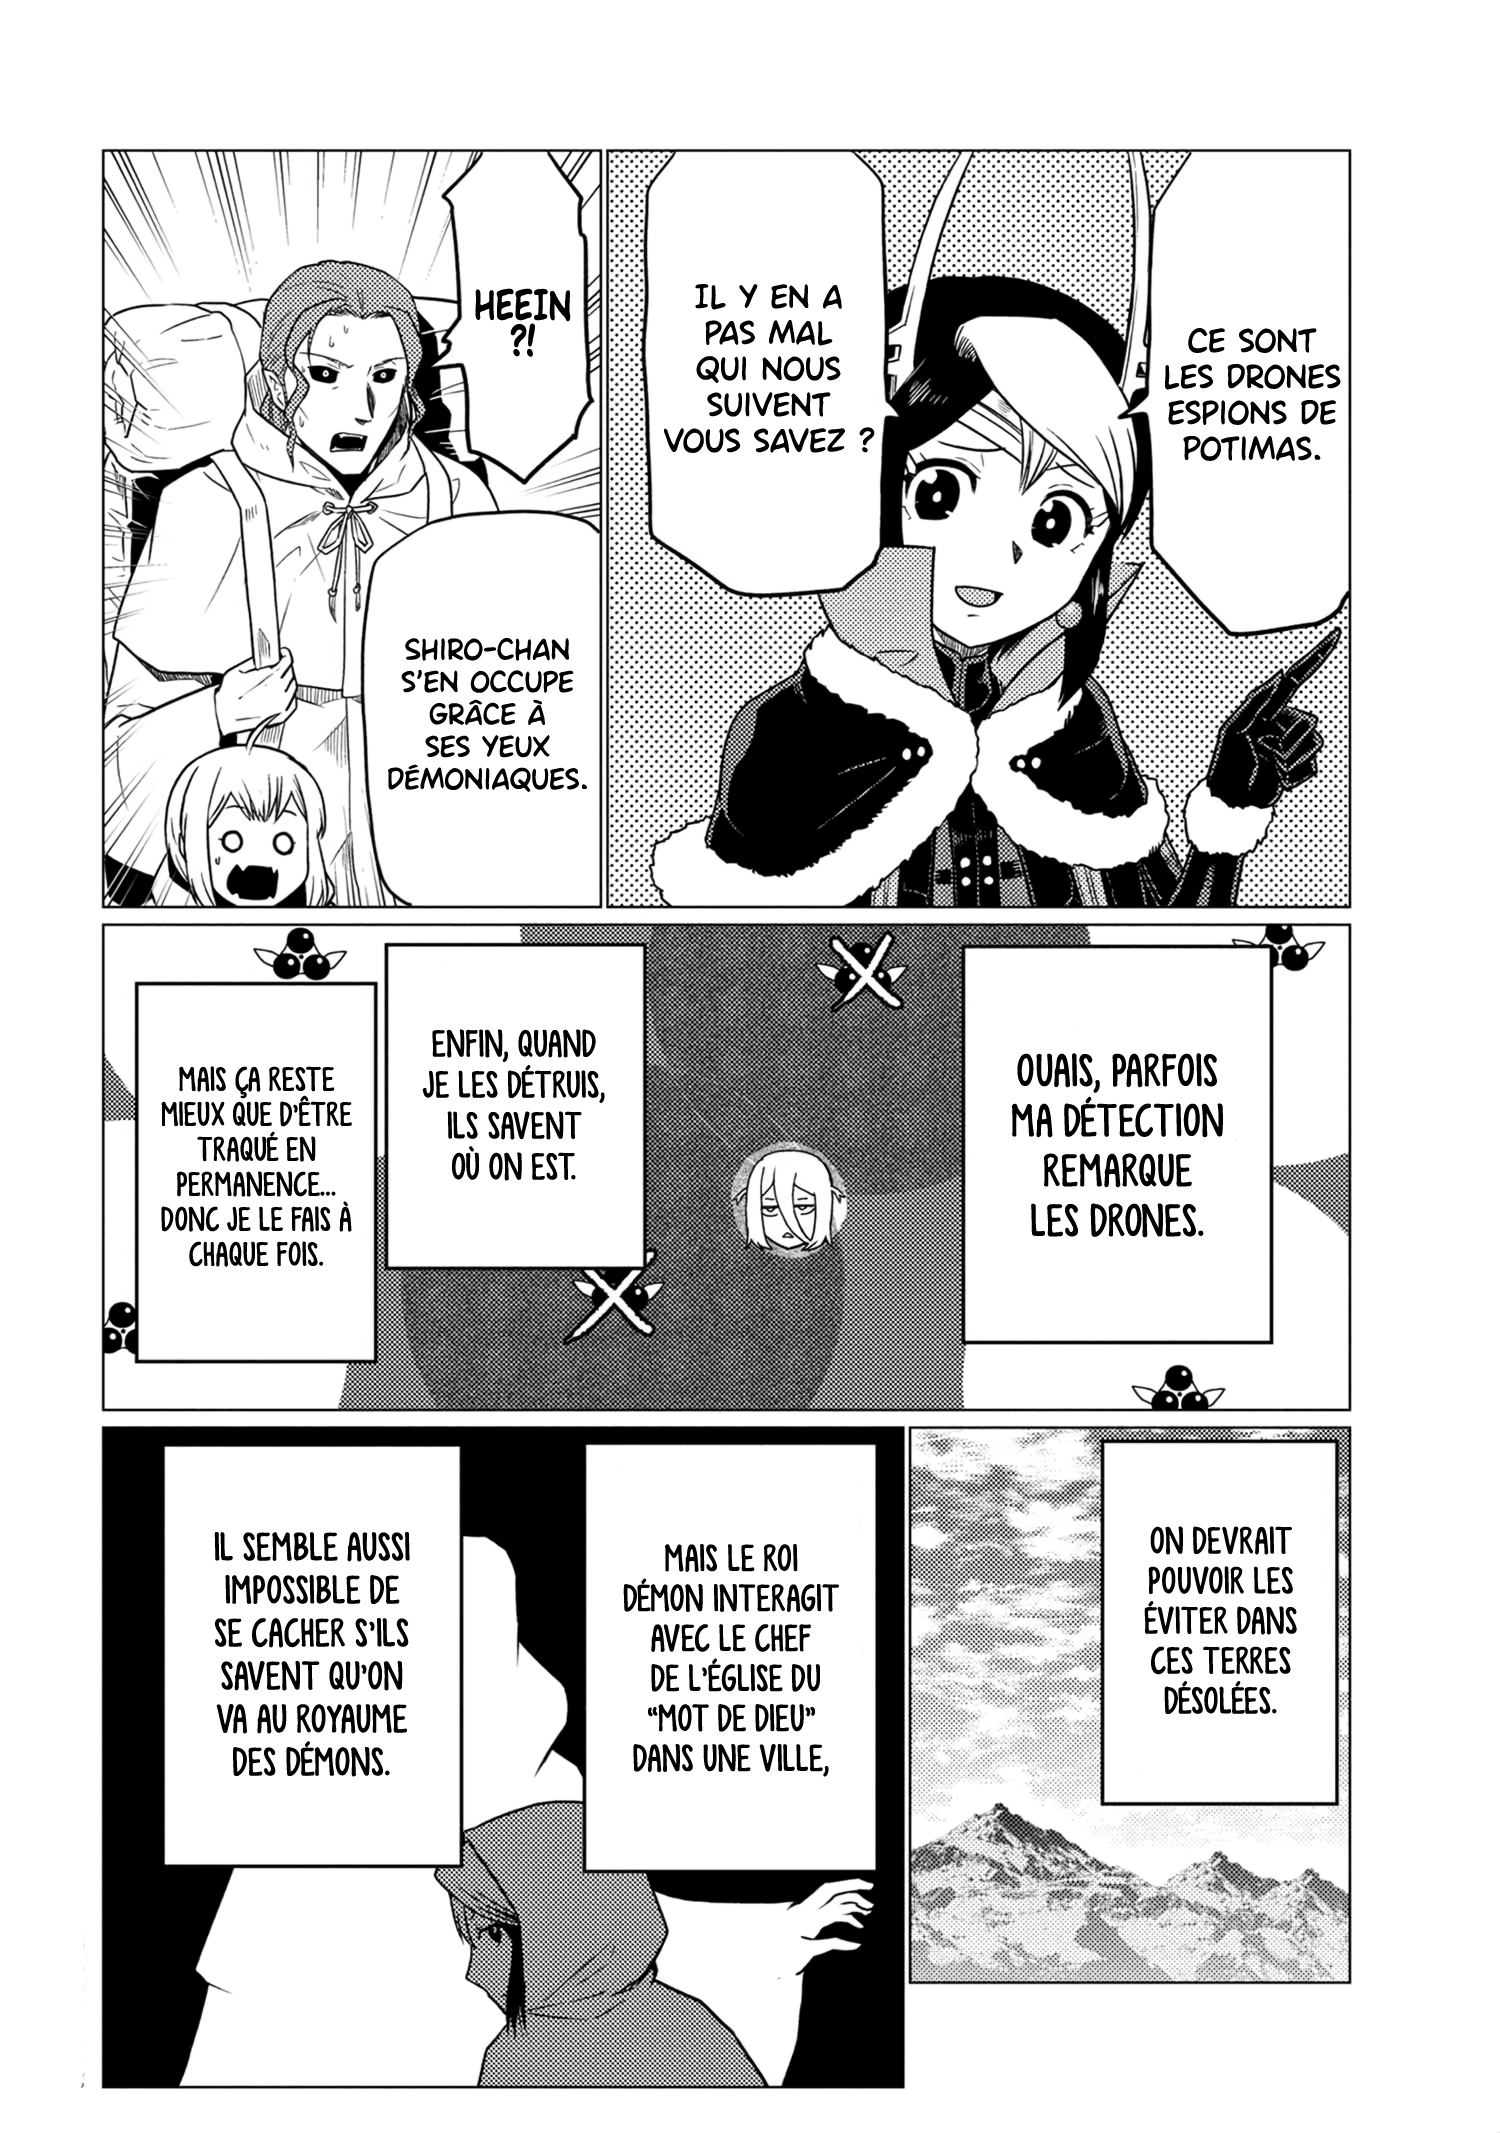 CE SONT
LES DRONES
ESPIONS DE
POTIMAS.
IL Y EN A
PAS MAL
QUI NOUS
SUIVENT
VOUS SAVEZ ?
HEEIN
?!
SHIRO-CHAN
S'EN OCCUPE
GRÂCE À
SES YEUX
DÉMONIAQUES.
OUAIS, PARFOIS
MA DÉTECTION
REMARQUE
LES DRONES.
ENFIN, QUAND
JE LES DÉTRUIS,
ILS SAVENT
OÙ ON EST.
MAIS ÇA RESTE
MIEUX QUE D'ÊTRE
TRAQUÉ EN
PERMANENCE...
DONC JE LE FAIS À
CHAQUE FOIS.
ON DEVRAIT
POUVOIR LES
ÉVITER DANS
CES TERRES
DÉSOLÉES.
MAIS LE ROI
DÉMON INTERAGIT
AVEC LE CHEF
DE L'ÉGLISE DU
“MOT DE DIEU”
DANS UNE VILLE,
IL SEMBLE AUSSI
IMPOSSIBLE DE
SE CACHER S'ILS
SAVENT QU'ON
VA AU ROYAUME
DES DÉMONS.